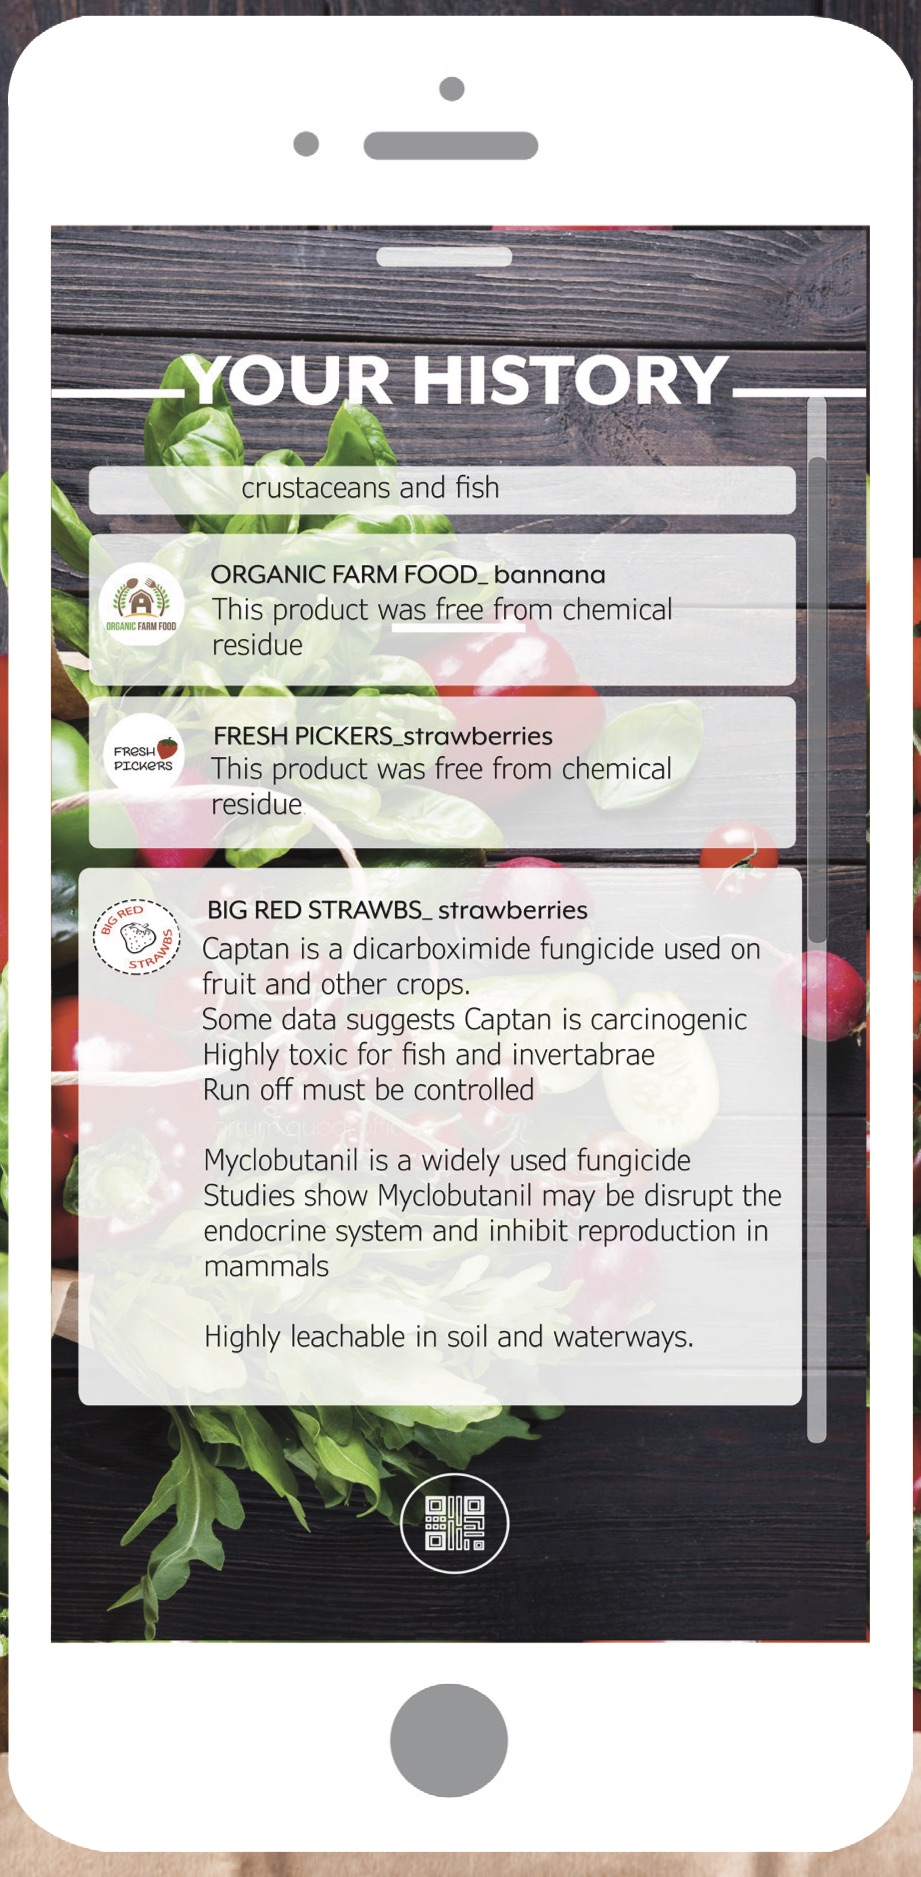 YOUR HISTORY
crustaceans and fish
ORGANIC FARM FOOD_ bannana
This product was free from chemical
residue
ORGANIC FARM FOOD
FRESH PICKERS_strawberries
This product was free from chemical
residue
FRESH
PICKERS
BIG RED STRAWBS_ strawberries
BIG RED
STRAWBS
Captan is a dicarboximide fungicide used on
fruit and other crops.
Some data suggests Captan is carcinogenic
Highly toxic for fish and invertabrae
Run off must be controlled
Myclobutanil is a widely used fungicide
Studies show Myclobutanil may be disrupt the
endocrine system and inhibit reproduction in
mammals
Highly leachable in soil and waterways.